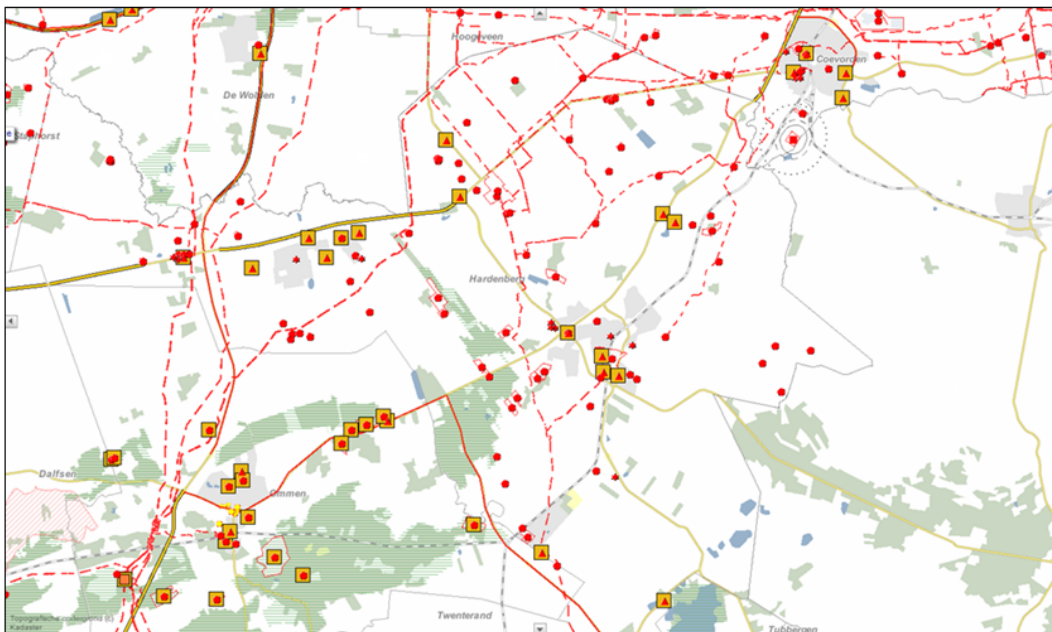 Hoogeveen
Coevorden
De Wolden
Staphorst
Hardenberg
Dalfsen
Ommen
Twenterand
Tubbergen
Topografische ondergrond (c)
Kadaster